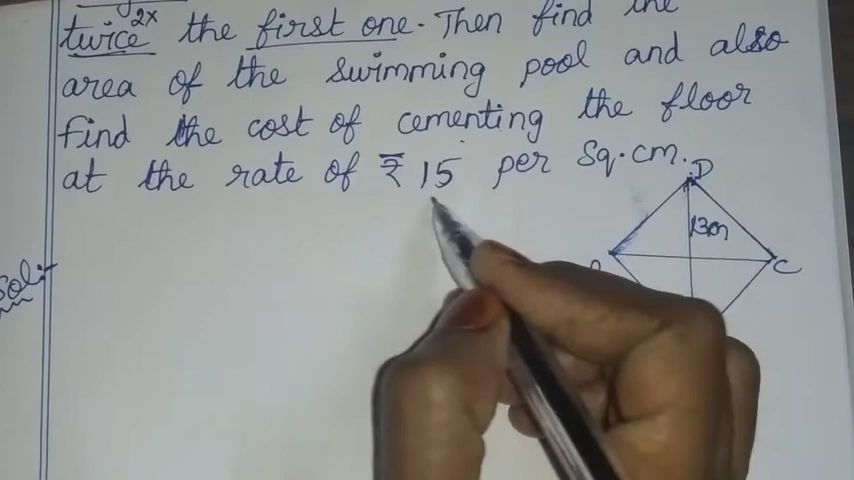 2x
twice the first one. Then find the
area of the swimming pool and also
find the cost of cementing the floor
at the rate of ₹ 15 per Sq.cm.
D
13cm
C
Sol:-